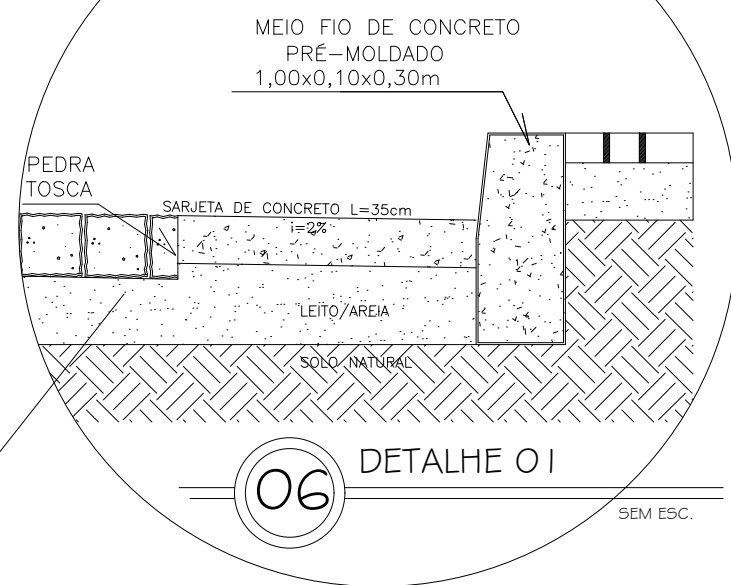 MEIO FIO DE CONCRETO
PRÉ-MOLDADO
1,00x0,10x0,30m
PEDRA
TOSCA
SARJETA DE CONCRETO L=35cm
i=2%
LEITO/AREIA
SOLO NATURAL
06
DETALHE 01
SEM ESC.